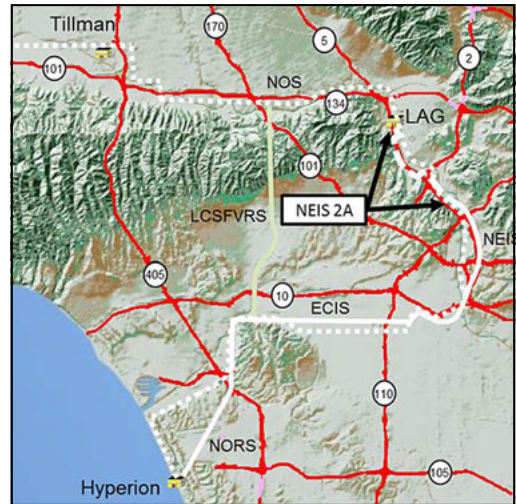 Tillman
170
5
2
101
NOS
134
LAG
101
LCSFVRS
NEIS 2A
NEIS
405
10
ECIS
110
NORS
105
Hyperion